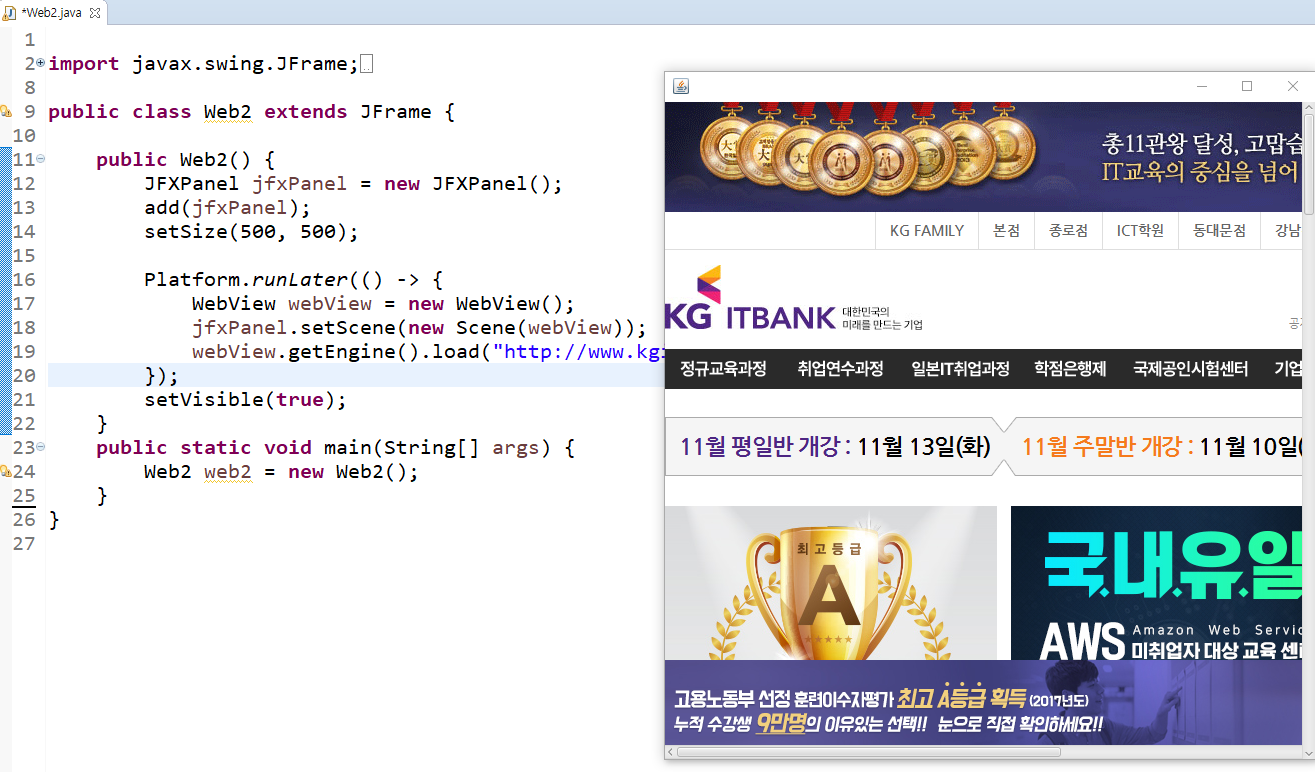 *Web2.java
1
2 import javax.swing.JFrame;
8
9 public class Web2 extends JFrame {
10
11 public Web2() {
12 JFXPanel jfxPanel = new JFXPanel();
13 add(jfxPanel);
14 setSize(500, 500);
15
16 Platform.runLater(() -> {
17 WebView webView = new WebView();
18 jfxPanel.setScene(new Scene(webView));
19 webView.getEngine().load("http://www.kgi
20 });
21 setVisible(true);
22 }
23 public static void main(String[] args) {
24 Web2 web2 = new Web2();
25 }
26 }
27
총11관왕 달성, 고맙습
IT교육의 중심을 넘어
KG FAMILY 본점 종로점 ICT학원 동대문점 강남
KG ITBANK 대한민국의
미래를 만드는 기업
정규교육과정 취업연수과정 일본IT취업과정 학점은행제 국제공인시험센터 기업
11월 평일반 개강 : 11월 13일(화) 11월 주말반 개강 : 11월 10일(
최고등급
A
국.내.유.일
AWS Amazon Web Servic
미취업자 대상 교육 센터
고용노동부 선정 훈련이수자평가 최고 A등급 획득 (2017년도)
누적 수강생 9만명의 이유있는 선택!! 눈으로 직접 확인하세요!!